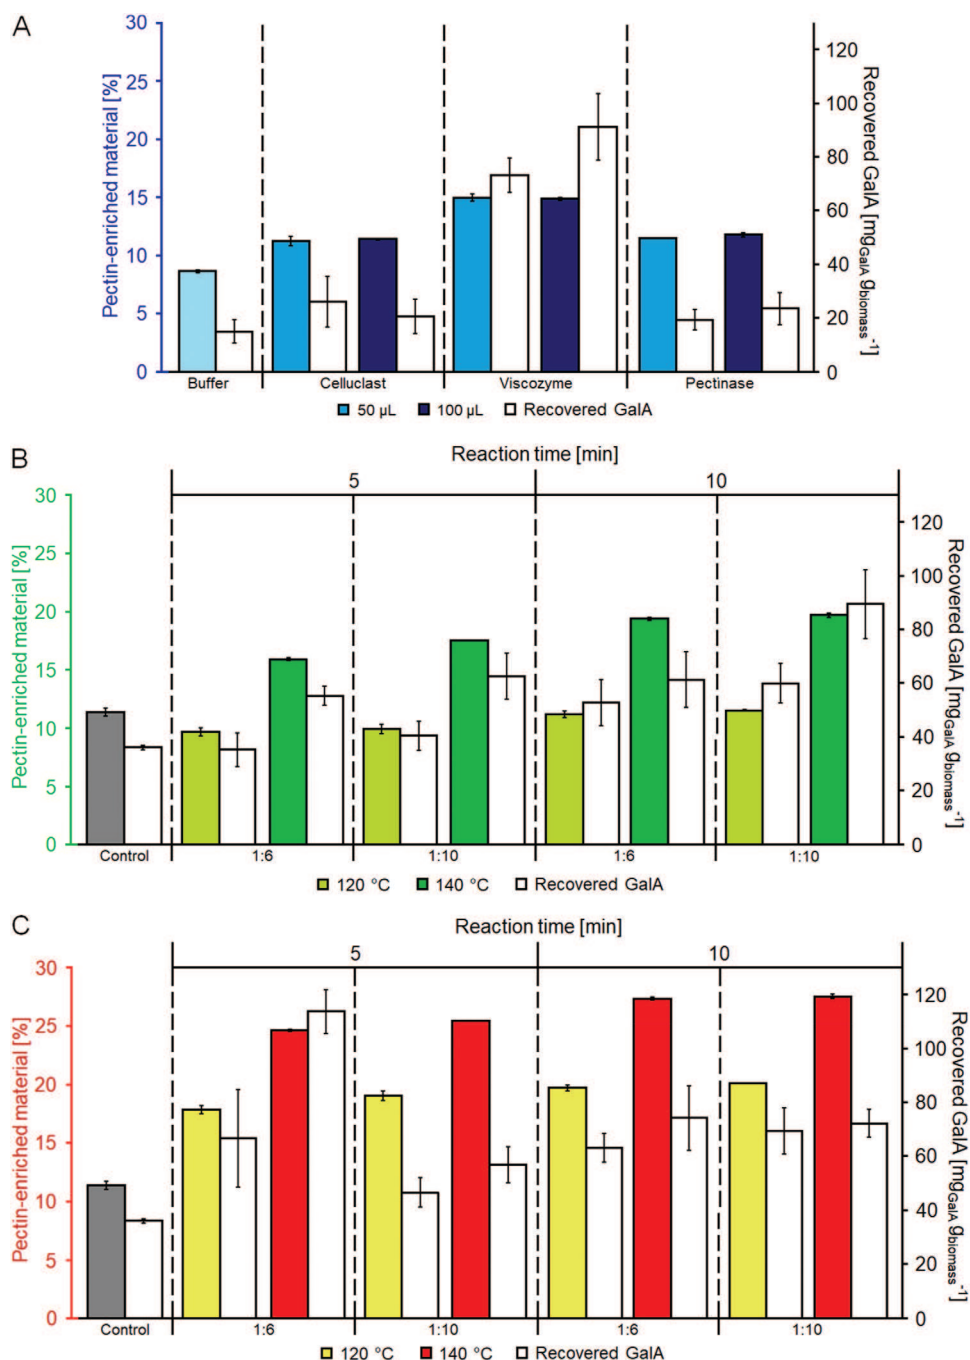 A
Pectin-enriched material [%]
30
25
20
15
10
5
0
120
100
80
60
40
20
0
Recovered GalA [mgGalA gbiomass-1]
Buffer Celluclast Viscozyme Pectinase
50 µL 100 µL Recovered GalA
B
Reaction time [min]
5 10
Pectin-enriched material [%]
30
25
20
15
10
5
0
120
100
80
60
40
20
0
Recovered GalA [mgGalA gbiomass-1]
Control 1:6 1:10 1:6 1:10
120 °C 140 °C Recovered GalA
C
Reaction time [min]
5 10
Pectin-enriched material [%]
30
25
20
15
10
5
0
120
100
80
60
40
20
0
Recovered GalA [mgGalA gbiomass-1]
Control 1:6 1:10 1:6 1:10
120 °C 140 °C Recovered GalA